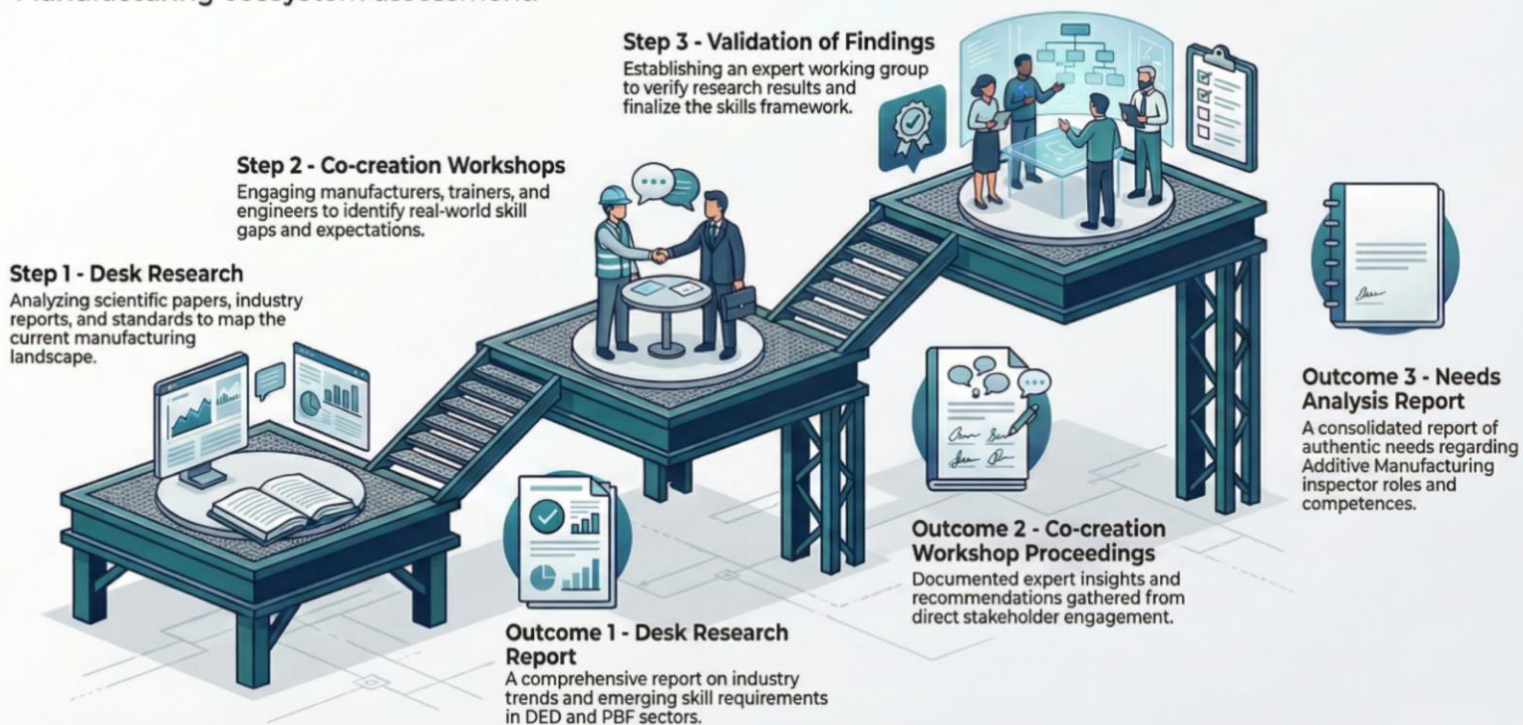 Manufacturing ecosystem assessment.
Step 3 - Validation of Findings
Establishing an expert working group
to verify research results and
finalize the skills framework.
Step 2 - Co-creation Workshops
Engaging manufacturers, trainers, and
engineers to identify real-world skill
gaps and expectations.
Step 1 - Desk Research
Analyzing scientific papers, industry
reports, and standards to map the
current manufacturing
landscape.
Outcome 1 - Desk Research
Report
A comprehensive report on industry
trends and emerging skill requirements
in DED and PBF sectors.
Outcome 2 - Co-creation
Workshop Proceedings
Documented expert insights and
recommendations gathered from
direct stakeholder engagement.
Outcome 3 - Needs
Analysis Report
A consolidated report of
authentic needs regarding
Additive Manufacturing
inspector roles and
competences.